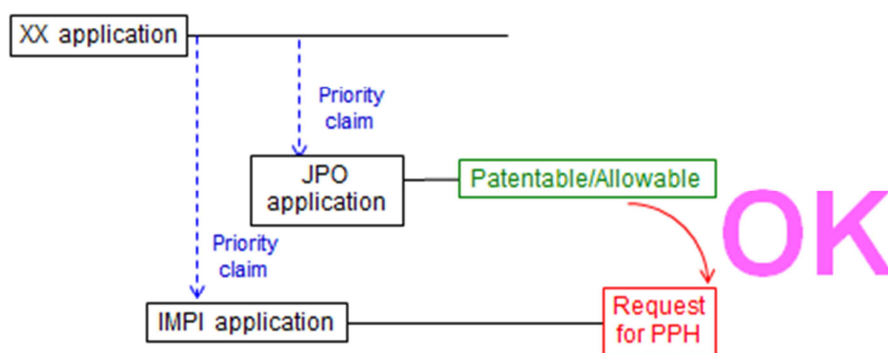 XX application
Priority
claim
JPO
application
Patentable/Allowable
OK
Priority
claim
IMPI application
Request
for PPH